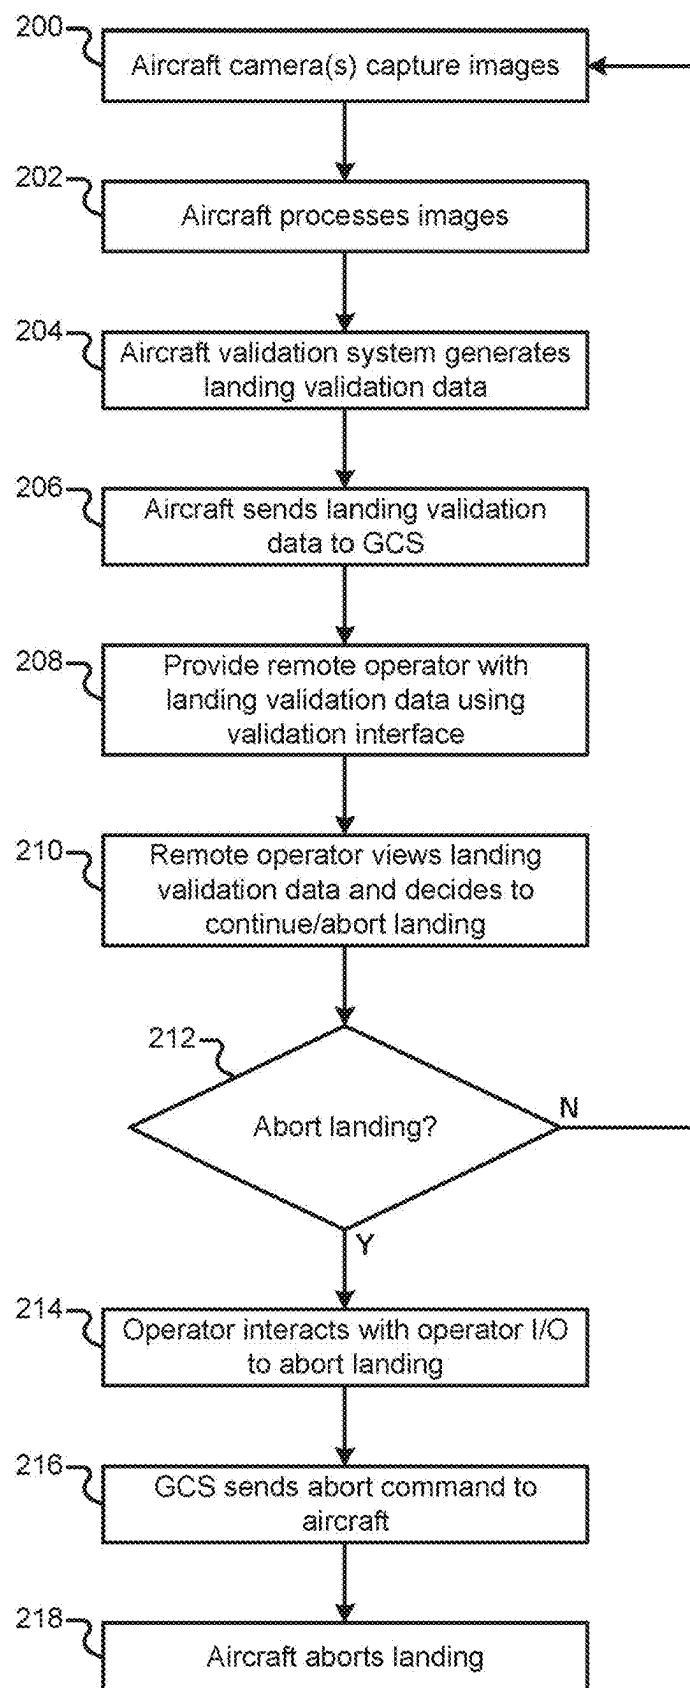 200
Aircraft camera(s) capture images
202
Aircraft processes images
204
Aircraft validation system generates
landing validation data
206
Aircraft sends landing validation
data to GCS
208
Provide remote operator with
landing validation data using
validation interface
210
Remote operator views landing
validation data and decides to
continue/abort landing
212
Abort landing?
N
Y
214
Operator interacts with operator I/O
to abort landing
216
GCS sends abort command to
aircraft
218
Aircraft aborts landing